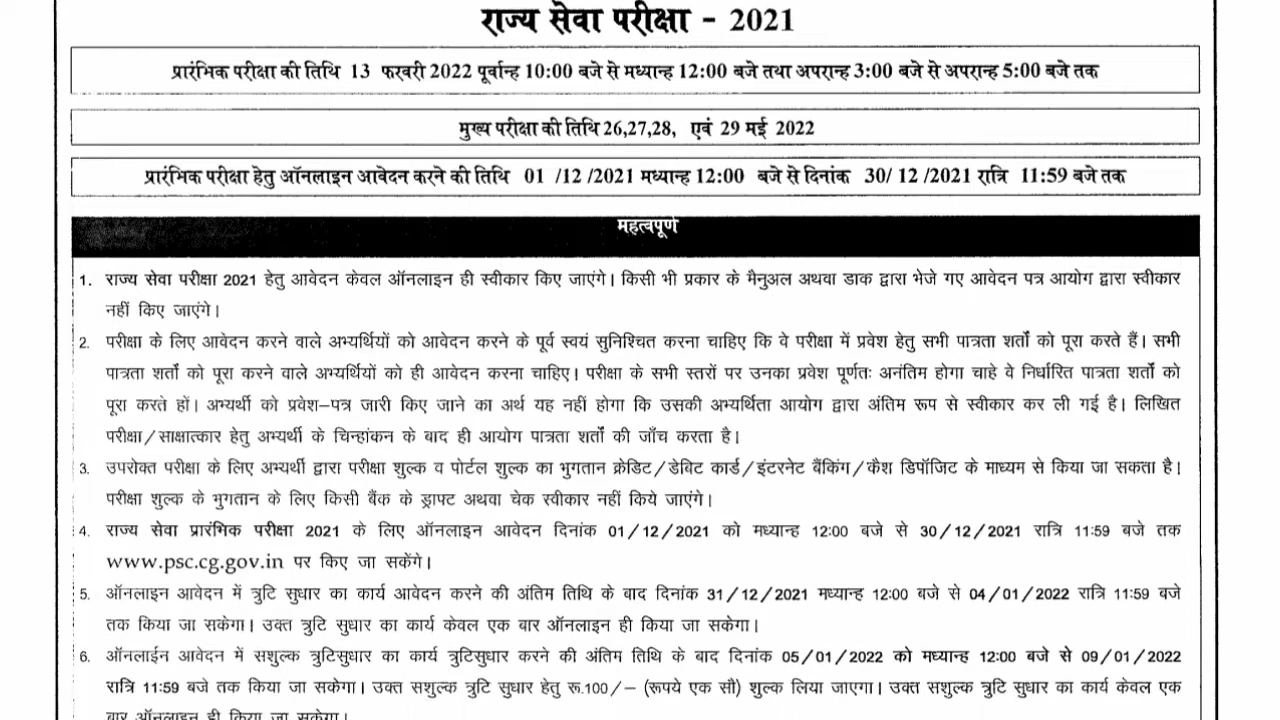 राज्य सेवा परीक्षा - 2021
प्रारंभिक परीक्षा की तिथि 13 फरवरी 2022 पूर्वान्ह 10:00 बजे से मध्यान्ह 12:00 बजे तथा अपरान्ह 3:00 बजे से अपरान्ह 5:00 बजे तक
मुख्य परीक्षा की तिथि 26,27,28, एवं 29 मई 2022
प्रारंभिक परीक्षा हेतु ऑनलाइन आवेदन करने की तिथि 01 /12 /2021 मध्यान्ह 12:00 बजे से दिनांक 30/ 12 /2021 रात्रि 11:59 बजे तक
महत्वपूर्ण
1. राज्य सेवा परीक्षा 2021 हेतु आवेदन केवल ऑनलाइन ही स्वीकार किए जाएंगे। किसी भी प्रकार के मैनुअल अथवा डाक द्वारा भेजे गए आवेदन पत्र आयोग द्वारा स्वीकार
नहीं किए जाएंगे।
2. परीक्षा के लिए आवेदन करने वाले अभ्यर्थियों को आवेदन करने के पूर्व स्वयं सुनिश्चित करना चाहिए कि वे परीक्षा में प्रवेश हेतु सभी पात्रता शर्तों को पूरा करते हैं। सभी
पात्रता शर्तों को पूरा करने वाले अभ्यर्थियों को ही आवेदन करना चाहिए। परीक्षा के सभी स्तरों पर उनका प्रवेश पूर्णतः अनंतिम होगा चाहे वे निर्धारित पात्रता शर्तों को
पूरा करते हों। अभ्यर्थी को प्रवेश–पत्र जारी किए जाने का अर्थ यह नहीं होगा कि उसकी अभ्यर्थिता आयोग द्वारा अंतिम रूप से स्वीकार कर ली गई है। लिखित
परीक्षा/साक्षात्कार हेतु अभ्यर्थी के चिन्हांकन के बाद ही आयोग पात्रता शर्तों की जाँच करता है।
3. उपरोक्त परीक्षा के लिए अभ्यर्थी द्वारा परीक्षा शुल्क व पोर्टल शुल्क का भुगतान क्रेडिट/डेबिट कार्ड/इंटरनेट बैंकिंग/कैश डिपॉजिट के माध्यम से किया जा सकता है।
परीक्षा शुल्क के भुगतान के लिए किसी बैंक के ड्राफ्ट अथवा चेक स्वीकार नहीं किये जाएंगे।
4. राज्य सेवा प्रारंभिक परीक्षा 2021 के लिए ऑनलाइन आवेदन दिनांक 01/12/2021 को मध्यान्ह 12:00 बजे से 30/12/2021 रात्रि 11:59 बजे तक
www.psc.cg.gov.in पर किए जा सकेंगे।
5. ऑनलाइन आवेदन में त्रुटि सुधार का कार्य आवेदन करने की अंतिम तिथि के बाद दिनांक 31/12/2021 मध्यान्ह 12:00 बजे से 04/01/2022 रात्रि 11:59 बजे
तक किया जा सकेगा। उक्त त्रुटि सुधार का कार्य केवल एक बार ऑनलाइन ही किया जा सकेगा।
6. ऑनलाईन आवेदन में सशुल्क त्रुटिसुधार का कार्य त्रुटिसुधार करने की अंतिम तिथि के बाद दिनांक 05/01/2022 को मध्यान्ह 12:00 बजे से 09/01/2022
रात्रि 11:59 बजे तक किया जा सकेगा। उक्त सशुल्क त्रुटि सुधार हेतु रू.100/– (रूपये एक सौ) शुल्क लिया जाएगा। उक्त सशुल्क त्रुटि सुधार का कार्य केवल एक
बार ऑनलाइन ही किया जा सकेगा।